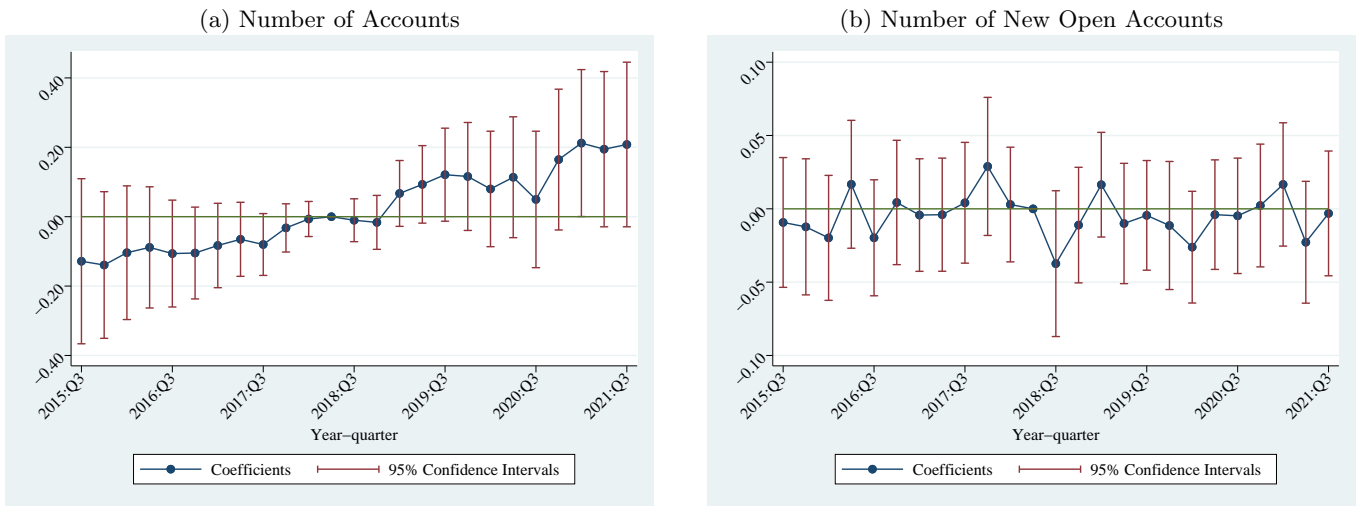 (a) Number of Accounts
0.40
0.20
0.00
−0.20
−0.40
2015:Q3
2016:Q3
2017:Q3
2018:Q3
2019:Q3
2020:Q3
2021:Q3
Year−quarter
Coefficients
95% Confidence Intervals
(b) Number of New Open Accounts
0.10
0.05
0.00
−0.05
−0.10
2015:Q3
2016:Q3
2017:Q3
2018:Q3
2019:Q3
2020:Q3
2021:Q3
Year−quarter
Coefficients
95% Confidence Intervals